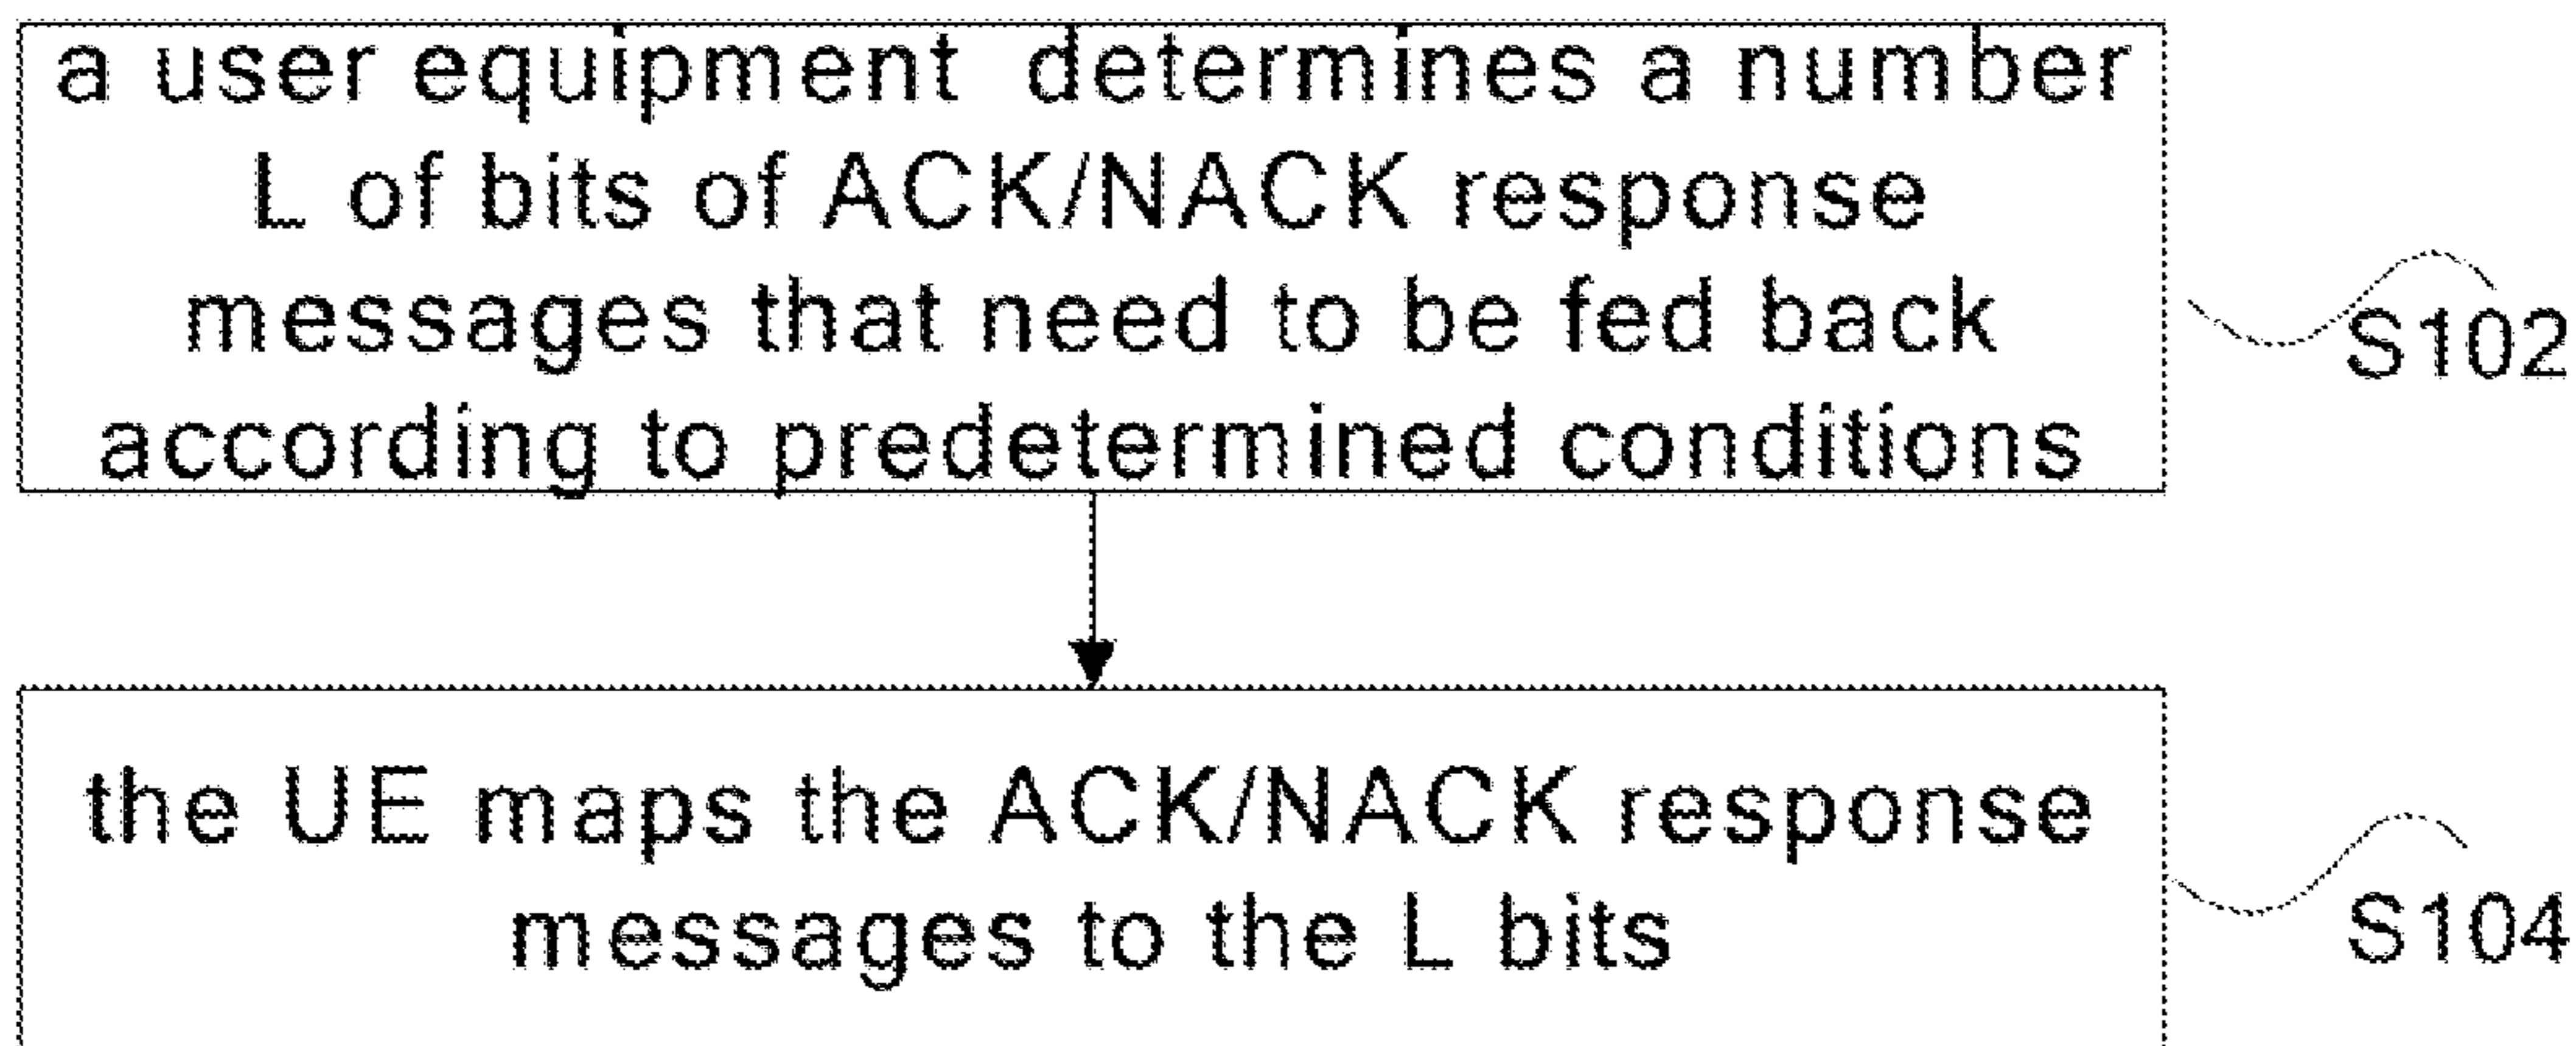 a user equipment determines a number
L of bits of ACK/NACK response
messages that need to be fed back
according to predetermined conditions
S102
the UE maps the ACK/NACK response
messages to the L bits
S104